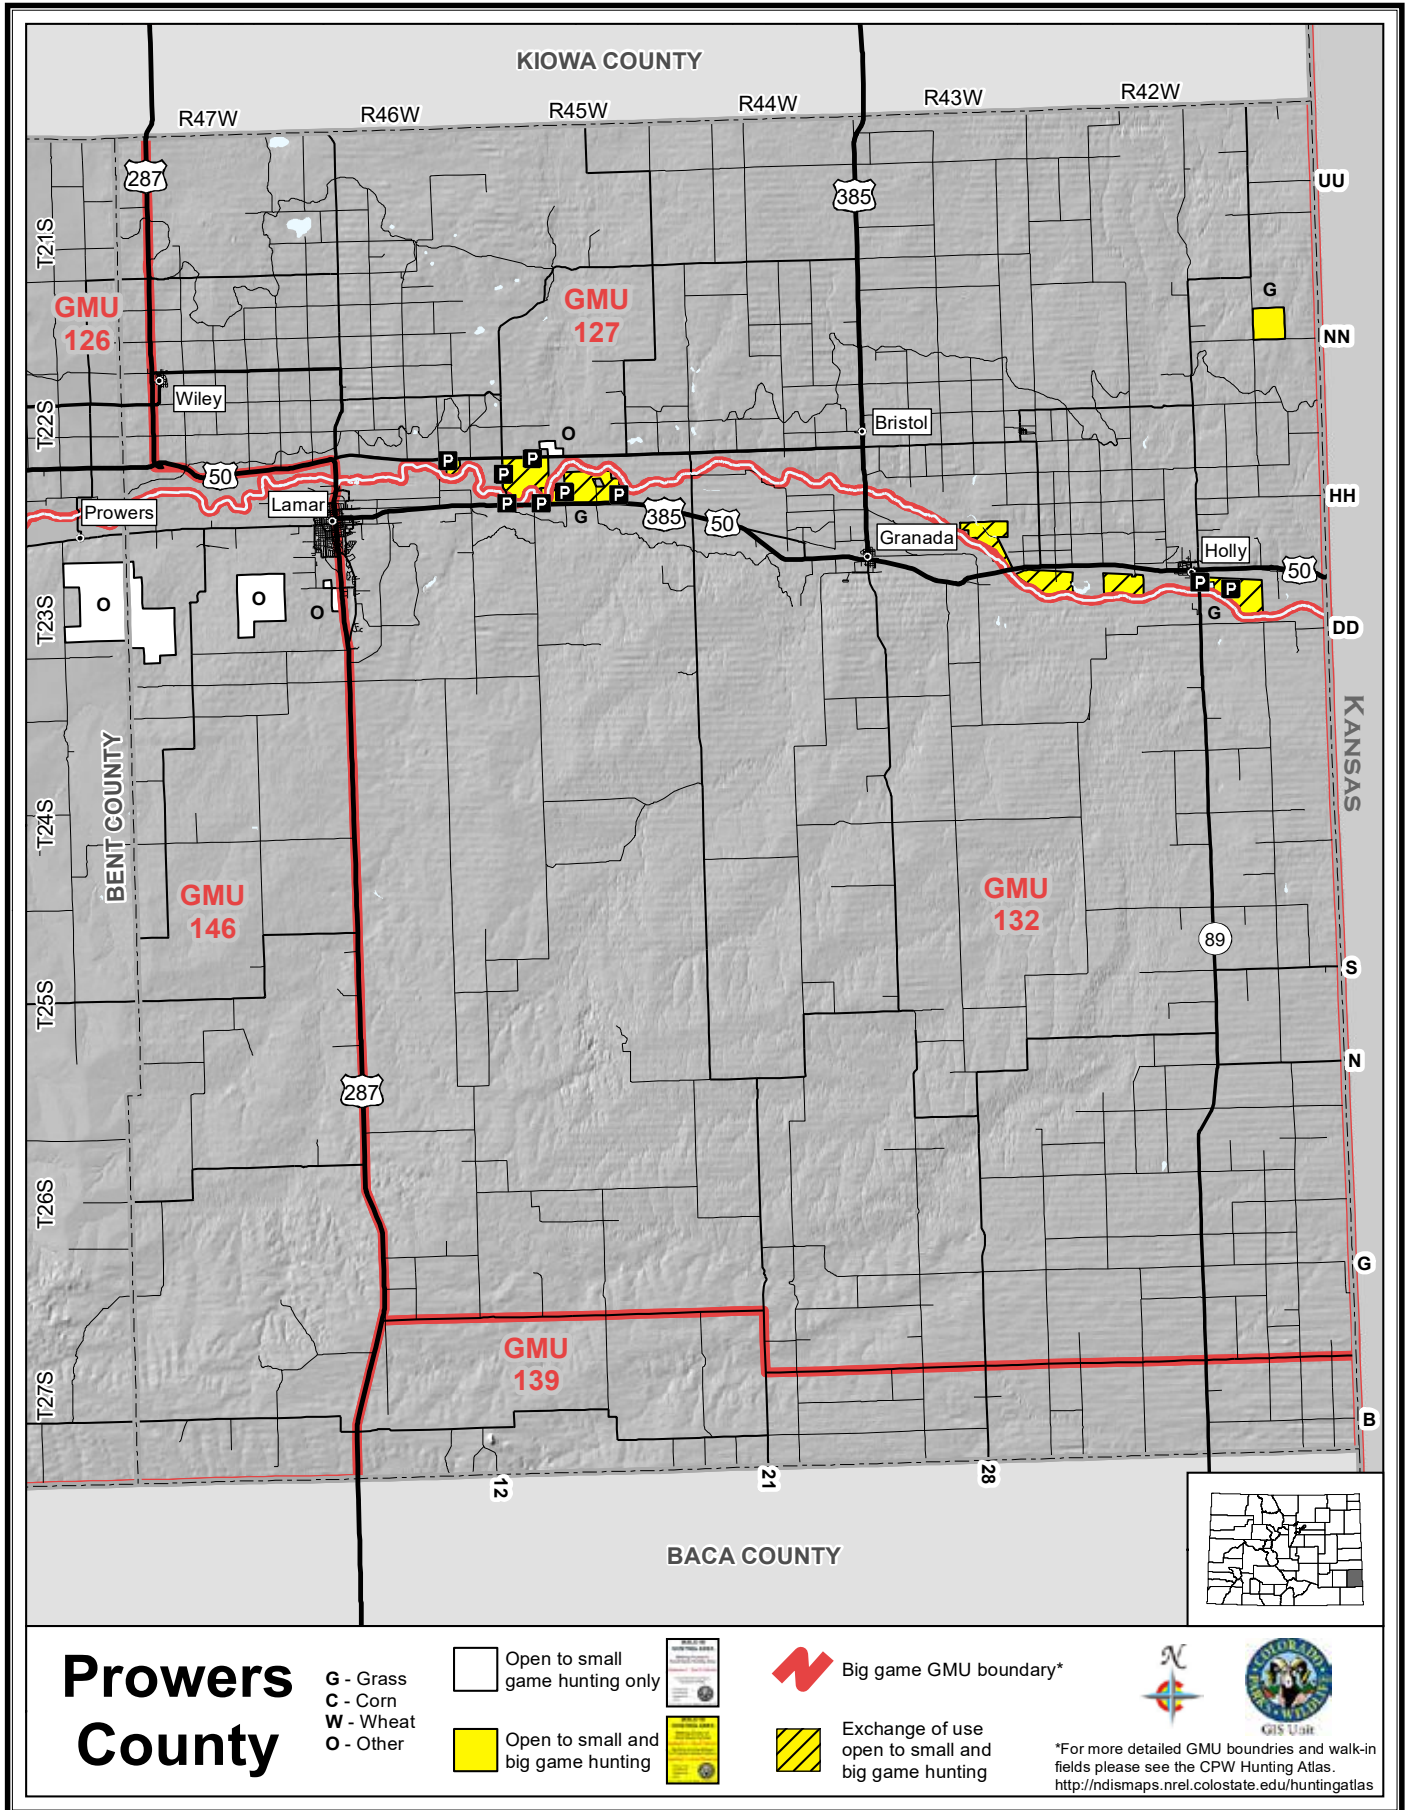 KIOWA COUNTY
R47W
R46W
R45W
R44W
R43W
R42W
287
385
UU
T21S
GMU
126
GMU
127
G
NN
Wiley
T22S
Bristol
O
P
P
P
50
HH
Prowers
Lamar
P
P
P
P
G
385
50
Granada
Holly
50
P
P
O
O
O
G
T23S
DD
KANSAS
BENT COUNTY
T24S
GMU
146
GMU
132
89
S
T25S
N
287
T26S
G
GMU
139
T27S
B
12
21
28
BACA COUNTY
Prowers
County
G - Grass
C - Corn
W - Wheat
O - Other
Open to small
game hunting only
Open to small and
big game hunting
Big game GMU boundary*
Exchange of use
open to small and
big game hunting
N
C
COLORADO
PARKS & WILDLIFE
GIS Unit
*For more detailed GMU boundries and walk-in
fields please see the CPW Hunting Atlas.
http://ndismaps.nrel.colostate.edu/huntingatlas